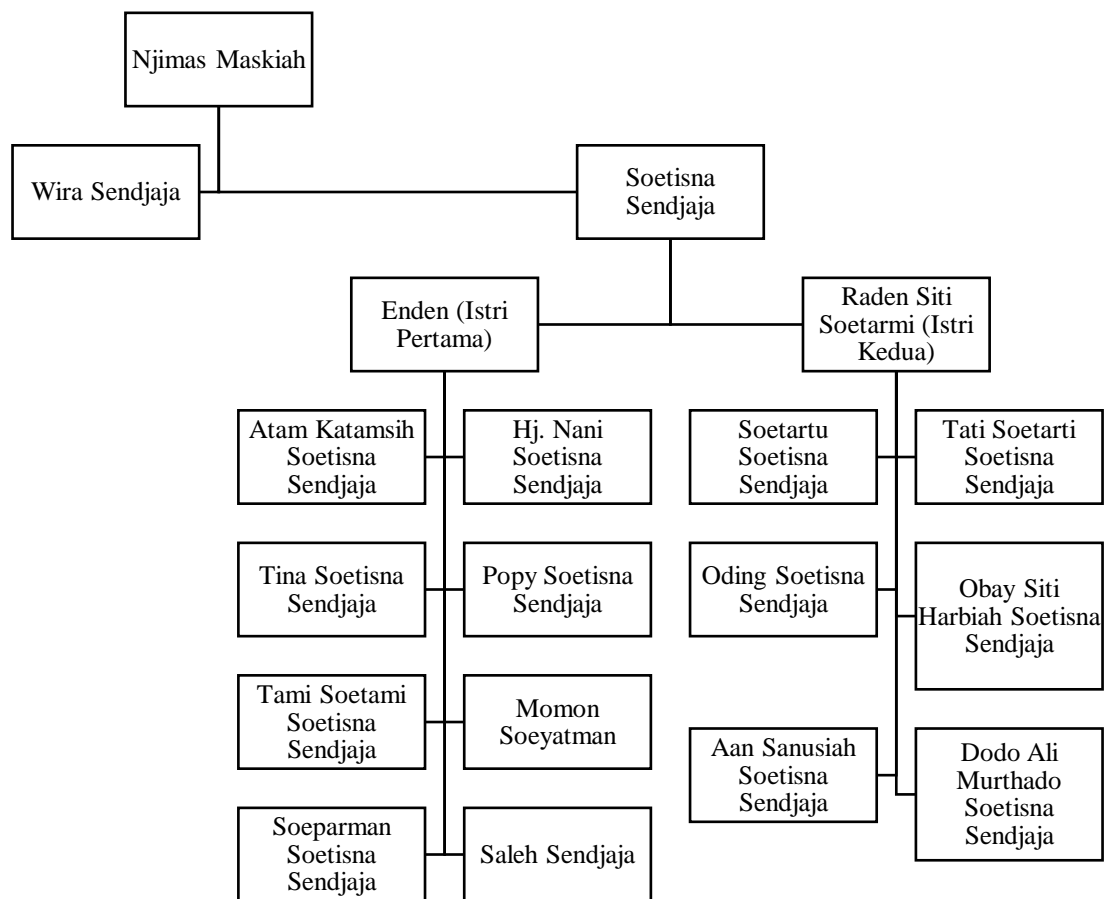 Njimas Maskiah
Wira Sendjaja
Soetisna
Sendjaja
Enden (Istri
Pertama)
Raden Siti
Soetarmi (Istri
Kedua)
Atam Katamsih
Soetisna
Sendjaja
Hj. Nani
Soetisna
Sendjaja
Soetartu
Soetisna
Sendjaja
Tati Soetarti
Soetisna
Sendjaja
Tina Soetisna
Sendjaja
Popy Soetisna
Sendjaja
Oding Soetisna
Sendjaja
Obay Siti
Harbiah Soetisna
Sendjaja
Tami Soetami
Soetisna
Sendjaja
Momon
Soeyatman
Aan Sanusiah
Soetisna
Sendjaja
Dodo Ali
Murthado
Soetisna
Sendjaja
Soeparman
Soetisna
Sendjaja
Saleh Sendjaja